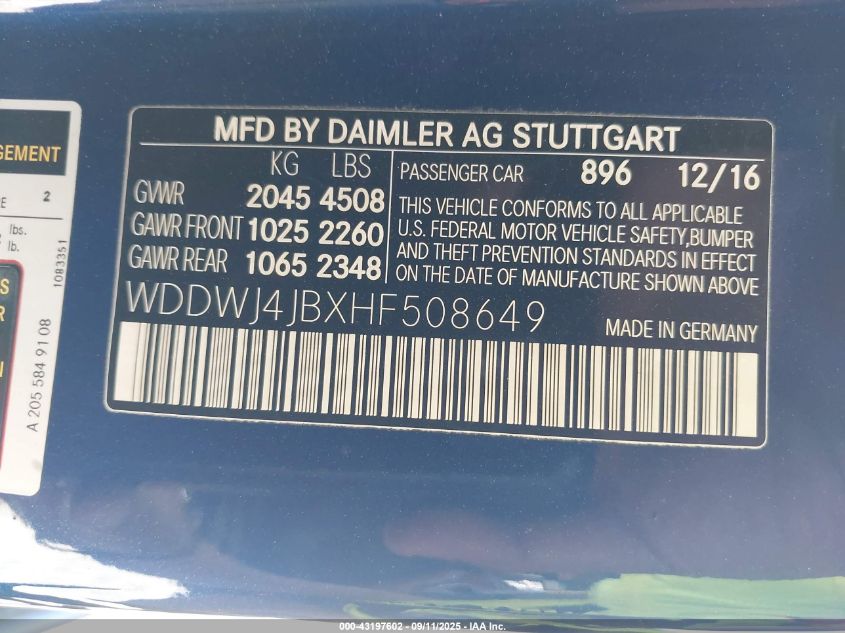 GEMENT
2
lbs.
lb.
1083351
S
R
N
A 205 584 91 08
MFD BY DAIMLER AG STUTTGART
KG LBS
GVWR 2045 4508
GAWR FRONT 1025 2260
GAWR REAR 1065 2348
PASSENGER CAR 896 12/16
THIS VEHICLE CONFORMS TO ALL APPLICABLE
U.S. FEDERAL MOTOR VEHICLE SAFETY,BUMPER
AND THEFT PREVENTION STANDARDS IN EFFECT
ON THE DATE OF MANUFACTURE SHOWN ABOVE
WDDWJ4JBXHF508649
MADE IN GERMANY
000-43197602 - 09/11/2025 - IAA Inc.